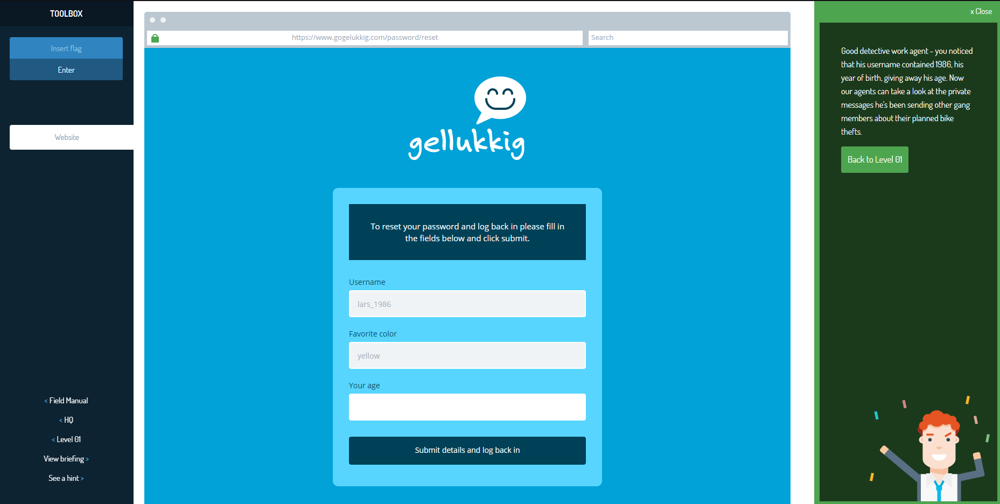 TOOLBOX
Insert flag
Enter
Website
< Field Manual
< HQ
< Level 01
View briefing >
See a hint >
https://www.gogelukkig.com/password/reset
Search
gellukkig
To reset your password and log back in please fill in
the fields below and click submit.
Username
lars_1986
Favorite color
yellow
Your age
Submit details and log back in
x Close
Good detective work agent - you noticed
that his username contained 1986, his
year of birth, giving away his age. Now
our agents can take a look at the private
messages he's been sending other gang
members about their planned bike
thefts.
Back to Level 01